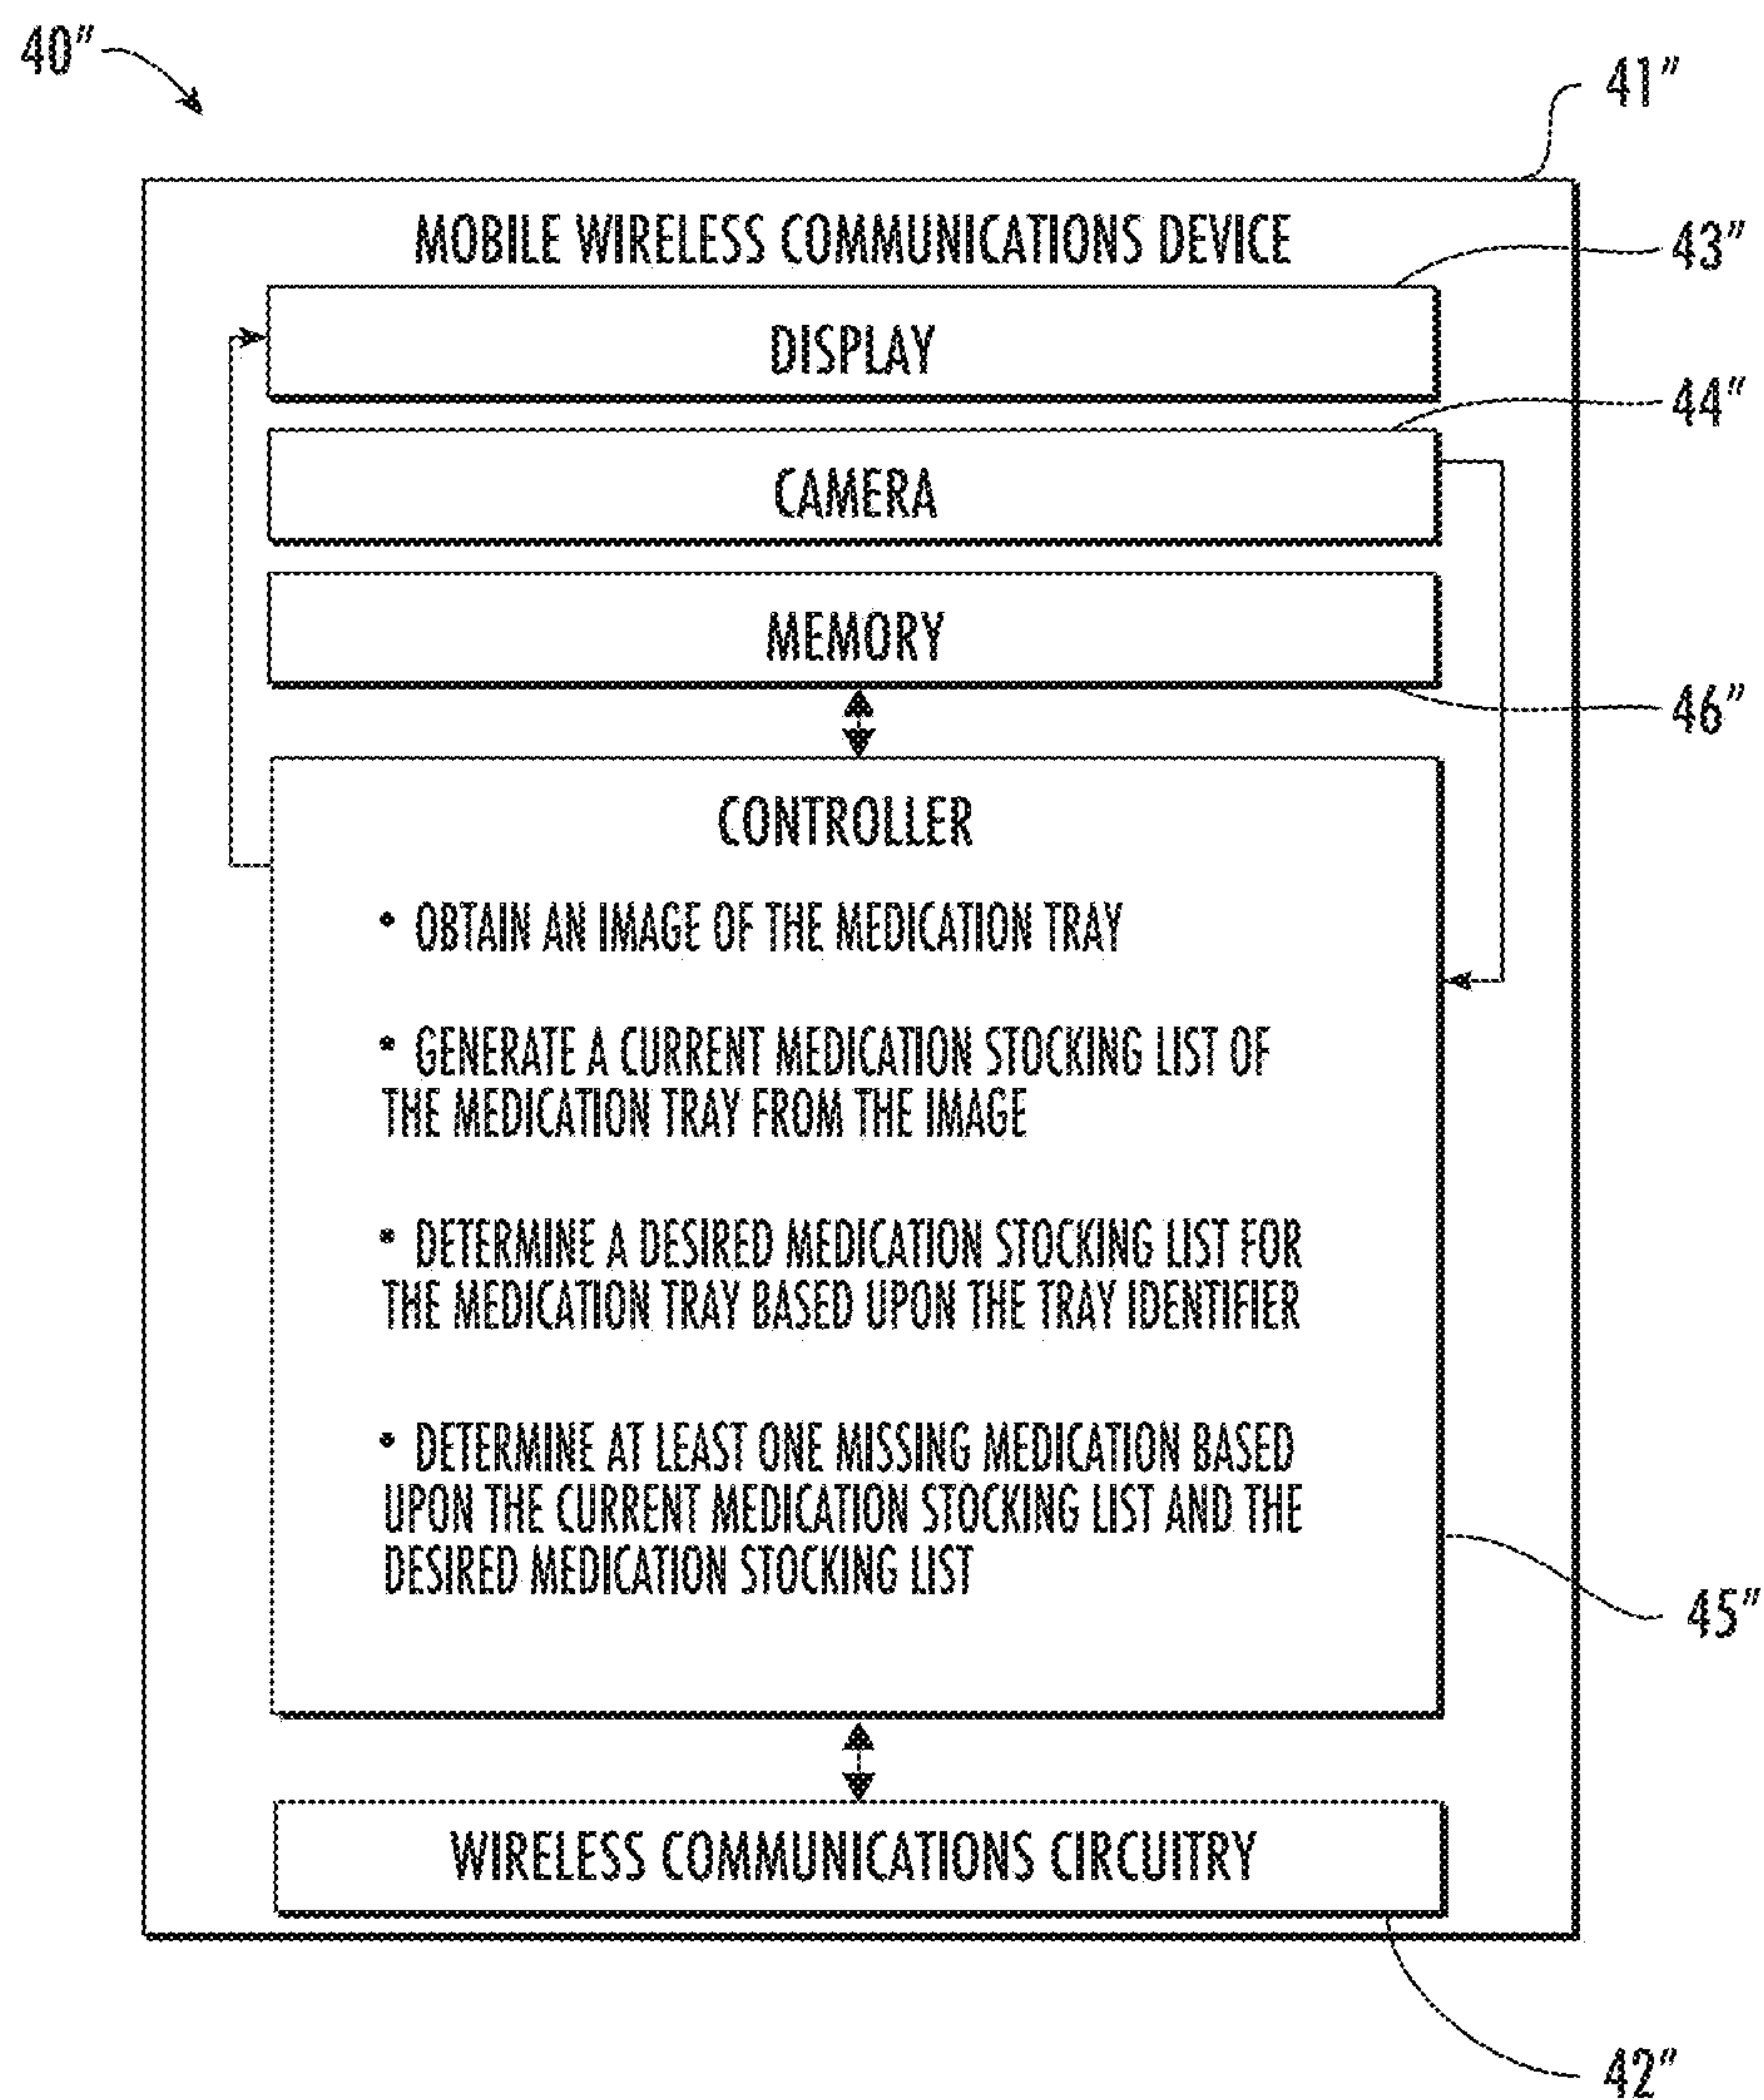 40"
41"
MOBILE WIRELESS COMMUNICATIONS DEVICE
43"
DISPLAY
44"
CAMERA
MEMORY
46"
CONTROLLER
• OBTAIN AN IMAGE OF THE MEDICATION TRAY
• GENERATE A CURRENT MEDICATION STOCKING LIST OF
THE MEDICATION TRAY FROM THE IMAGE
• DETERMINE A DESIRED MEDICATION STOCKING LIST FOR
THE MEDICATION TRAY BASED UPON THE TRAY IDENTIFIER
• DETERMINE AT LEAST ONE MISSING MEDICATION BASED
UPON THE CURRENT MEDICATION STOCKING LIST AND THE
DESIRED MEDICATION STOCKING LIST
45"
WIRELESS COMMUNICATIONS CIRCUITRY
42"